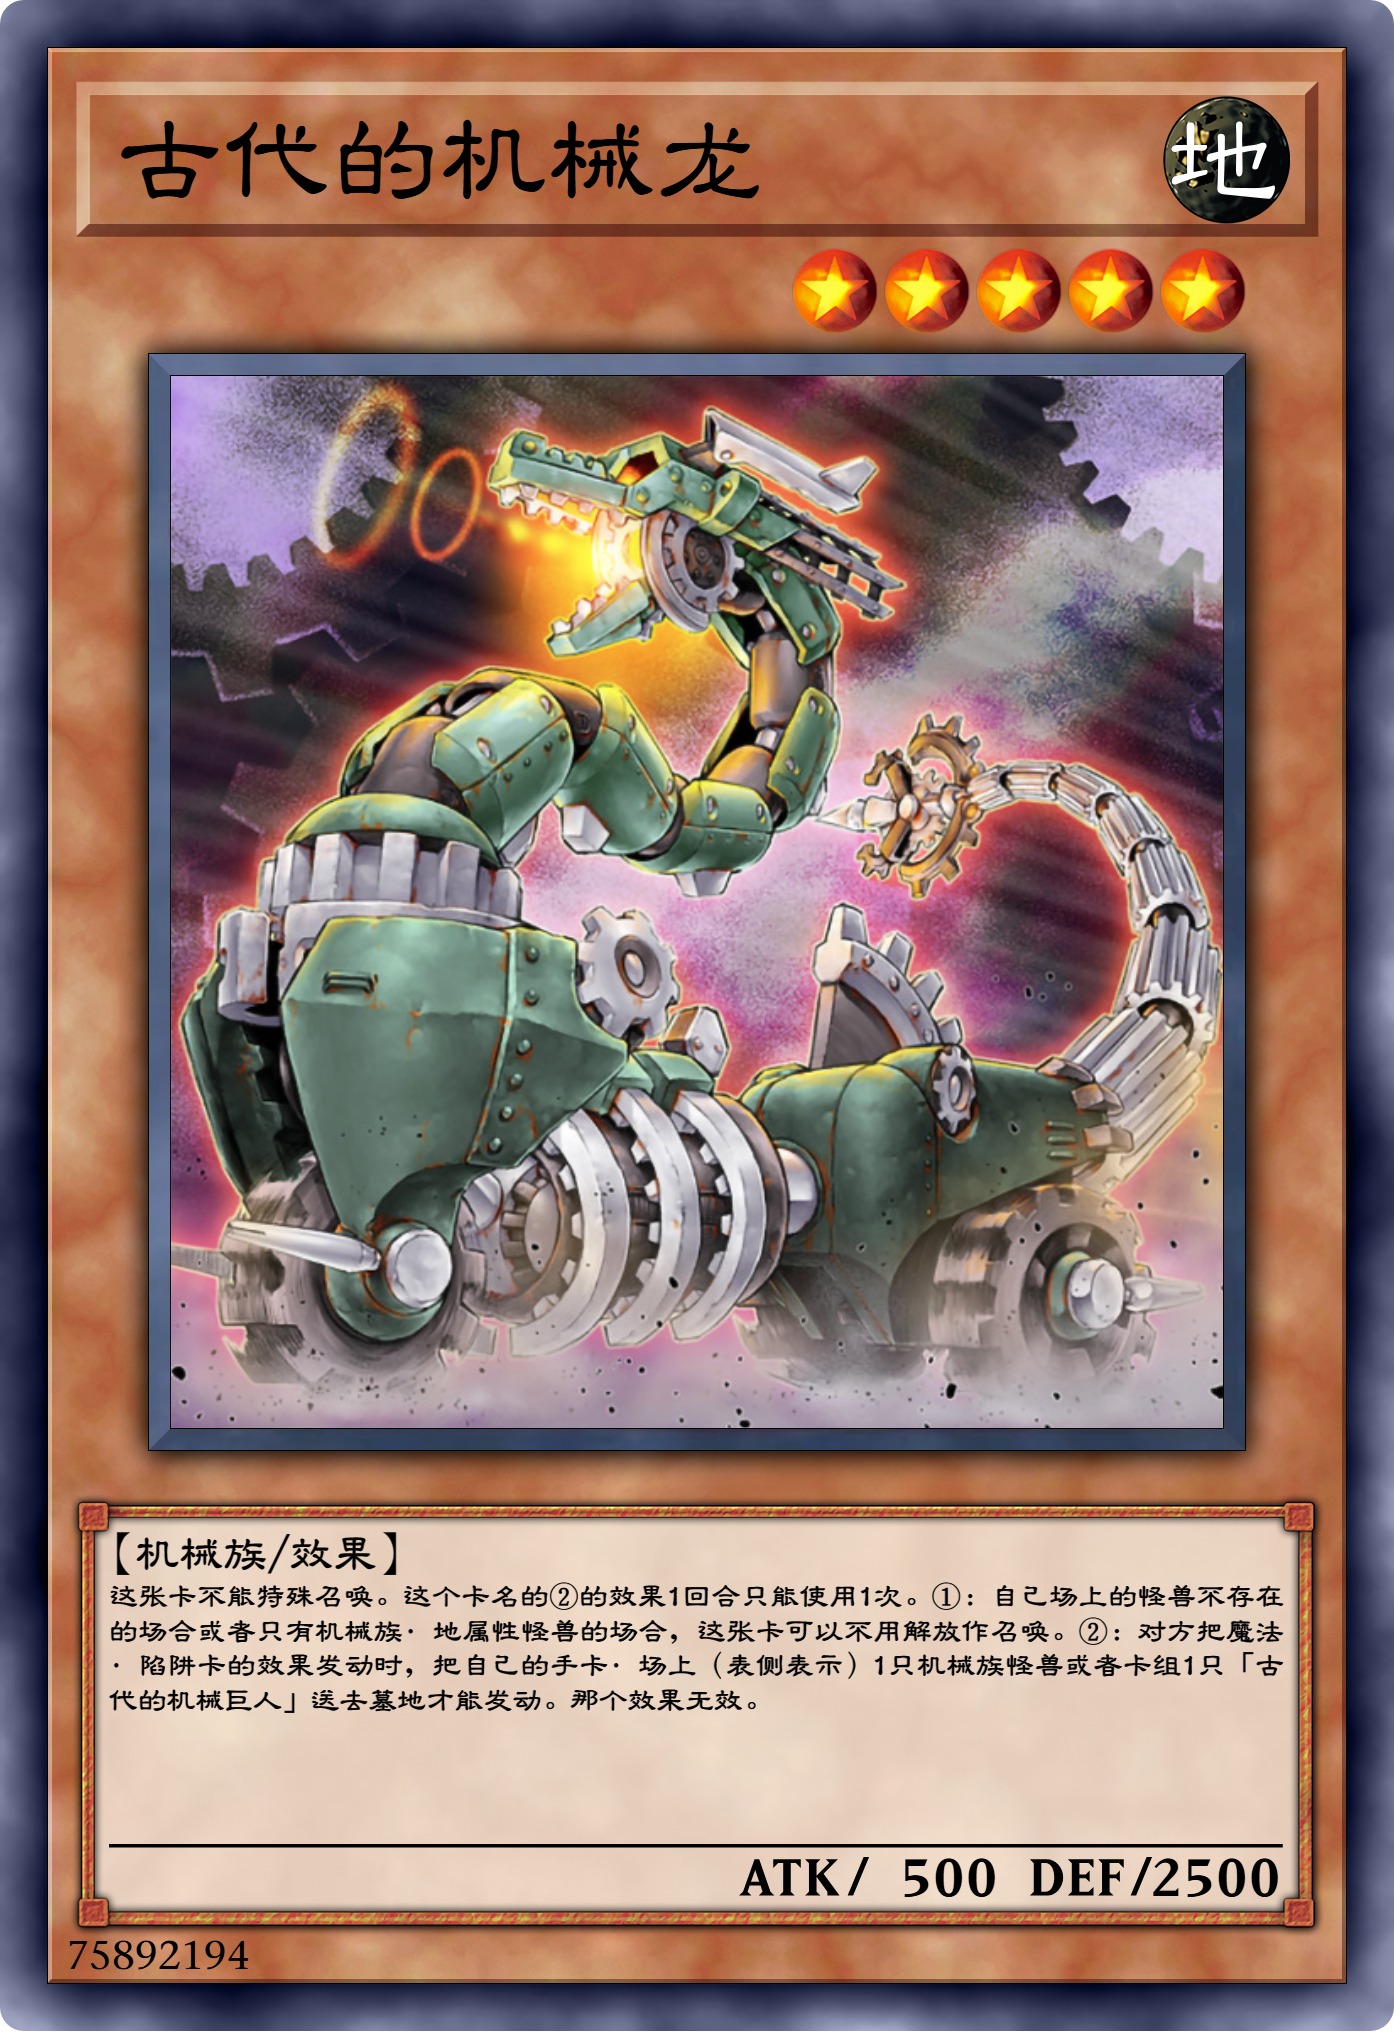 古代的机械龙
地
【机械族/效果】
这张卡不能特殊召唤。这个卡名的②的效果1回合只能使用1次。①：自己场上的怪兽不存在
的场合或者只有机械族·地属性怪兽的场合，这张卡可以不用解放作召唤。②：对方把魔法
·陷阱卡的效果发动时，把自己的手卡·场上（表侧表示）1只机械族怪兽或者卡组1只「古
代的机械巨人」送去墓地才能发动。那个效果无效。
ATK/ 500 DEF/2500
75892194